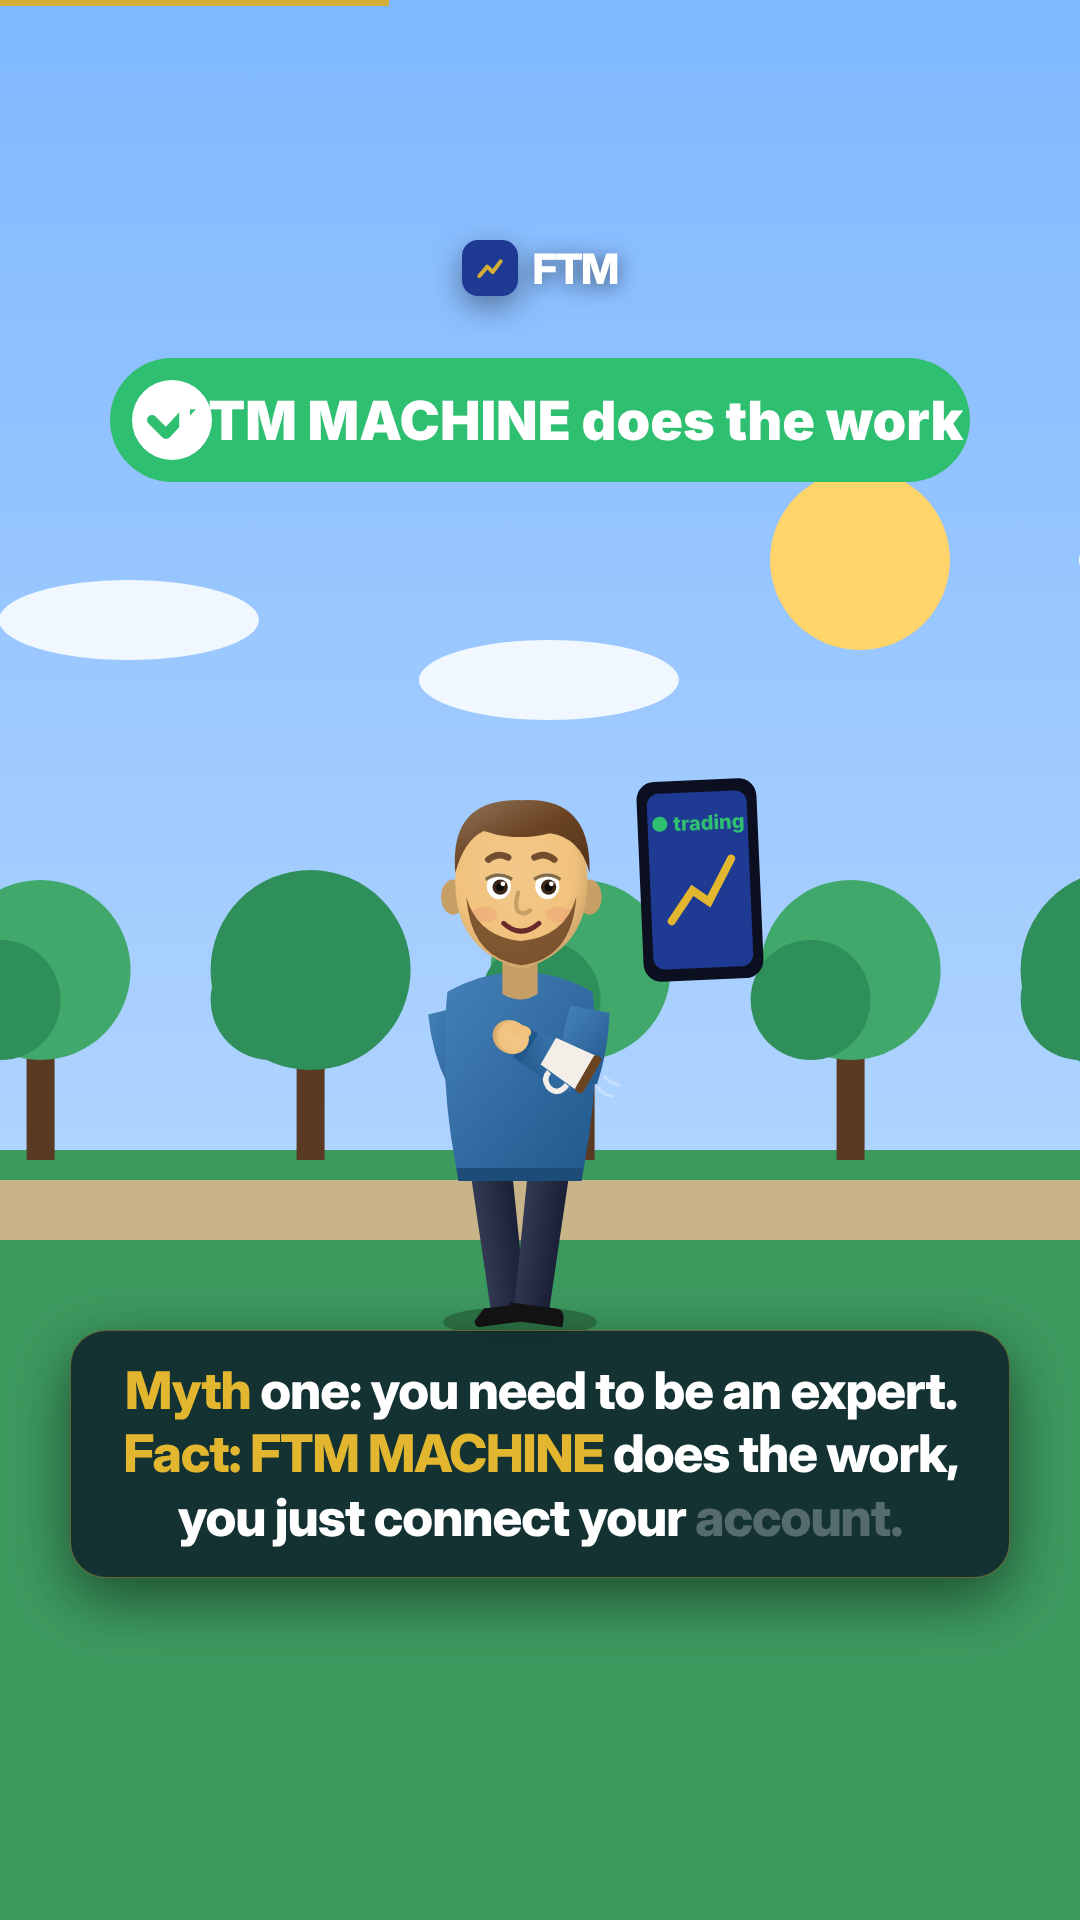 FTM
FTM MACHINE does the work
trading
Myth one: you need to be an expert.
Fact: FTM MACHINE does the work,
you just connect your account.